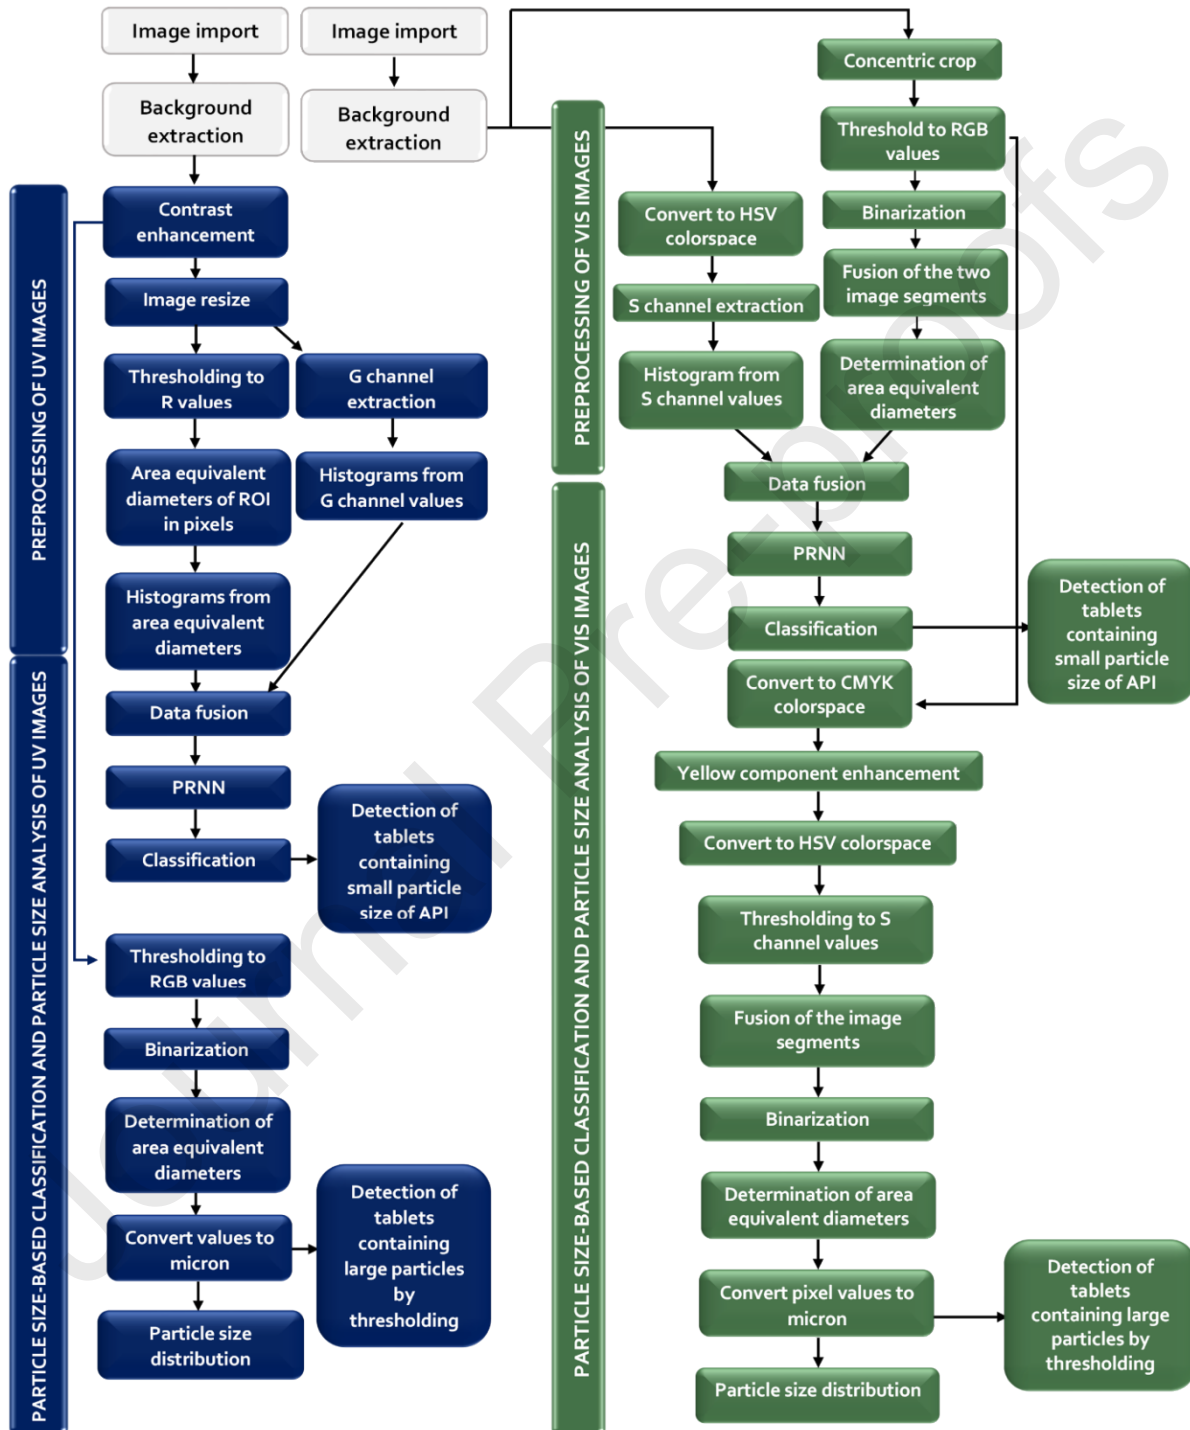 Image import
Background
extraction
PREPROCESSING OF UV IMAGES
Contrast
enhancement
Image resize
Thresholding to
R values
G channel
extraction
Area equivalent
diameters of ROI
in pixels
Histograms from
G channel values
Histograms from
area equivalent
diameters
PARTICLE SIZE-BASED CLASSIFICATION AND PARTICLE SIZE ANALYSIS OF UV IMAGES
Data fusion
PRNN
Classification
Detection of
tablets
containing
small particle
size of API
Thresholding to
RGB values
Binarization
Determination of
area equivalent
diameters
Convert values to
micron
Detection of
tablets
containing
large particles
by
thresholding
Particle size
distribution
Image import
Background
extraction
PREPROCESSING OF VIS IMAGES
Convert to HSV
colorspace
S channel extraction
Histogram from
S channel values
Concentric crop
Threshold to RGB
values
Binarization
Fusion of the two
image segments
Determination of
area equivalent
diameters
PARTICLE SIZE-BASED CLASSIFICATION AND PARTICLE SIZE ANALYSIS OF VIS IMAGES
Data fusion
PRNN
Classification
Detection of
tablets
containing
small particle
size of API
Convert to CMYK
colorspace
Yellow component enhancement
Convert to HSV colorspace
Thresholding to S
channel values
Fusion of the image
segments
Binarization
Determination of area
equivalent diameters
Convert pixel values to
micron
Detection of
tablets
containing large
particles by
thresholding
Particle size distribution
Journal Pre-proofs